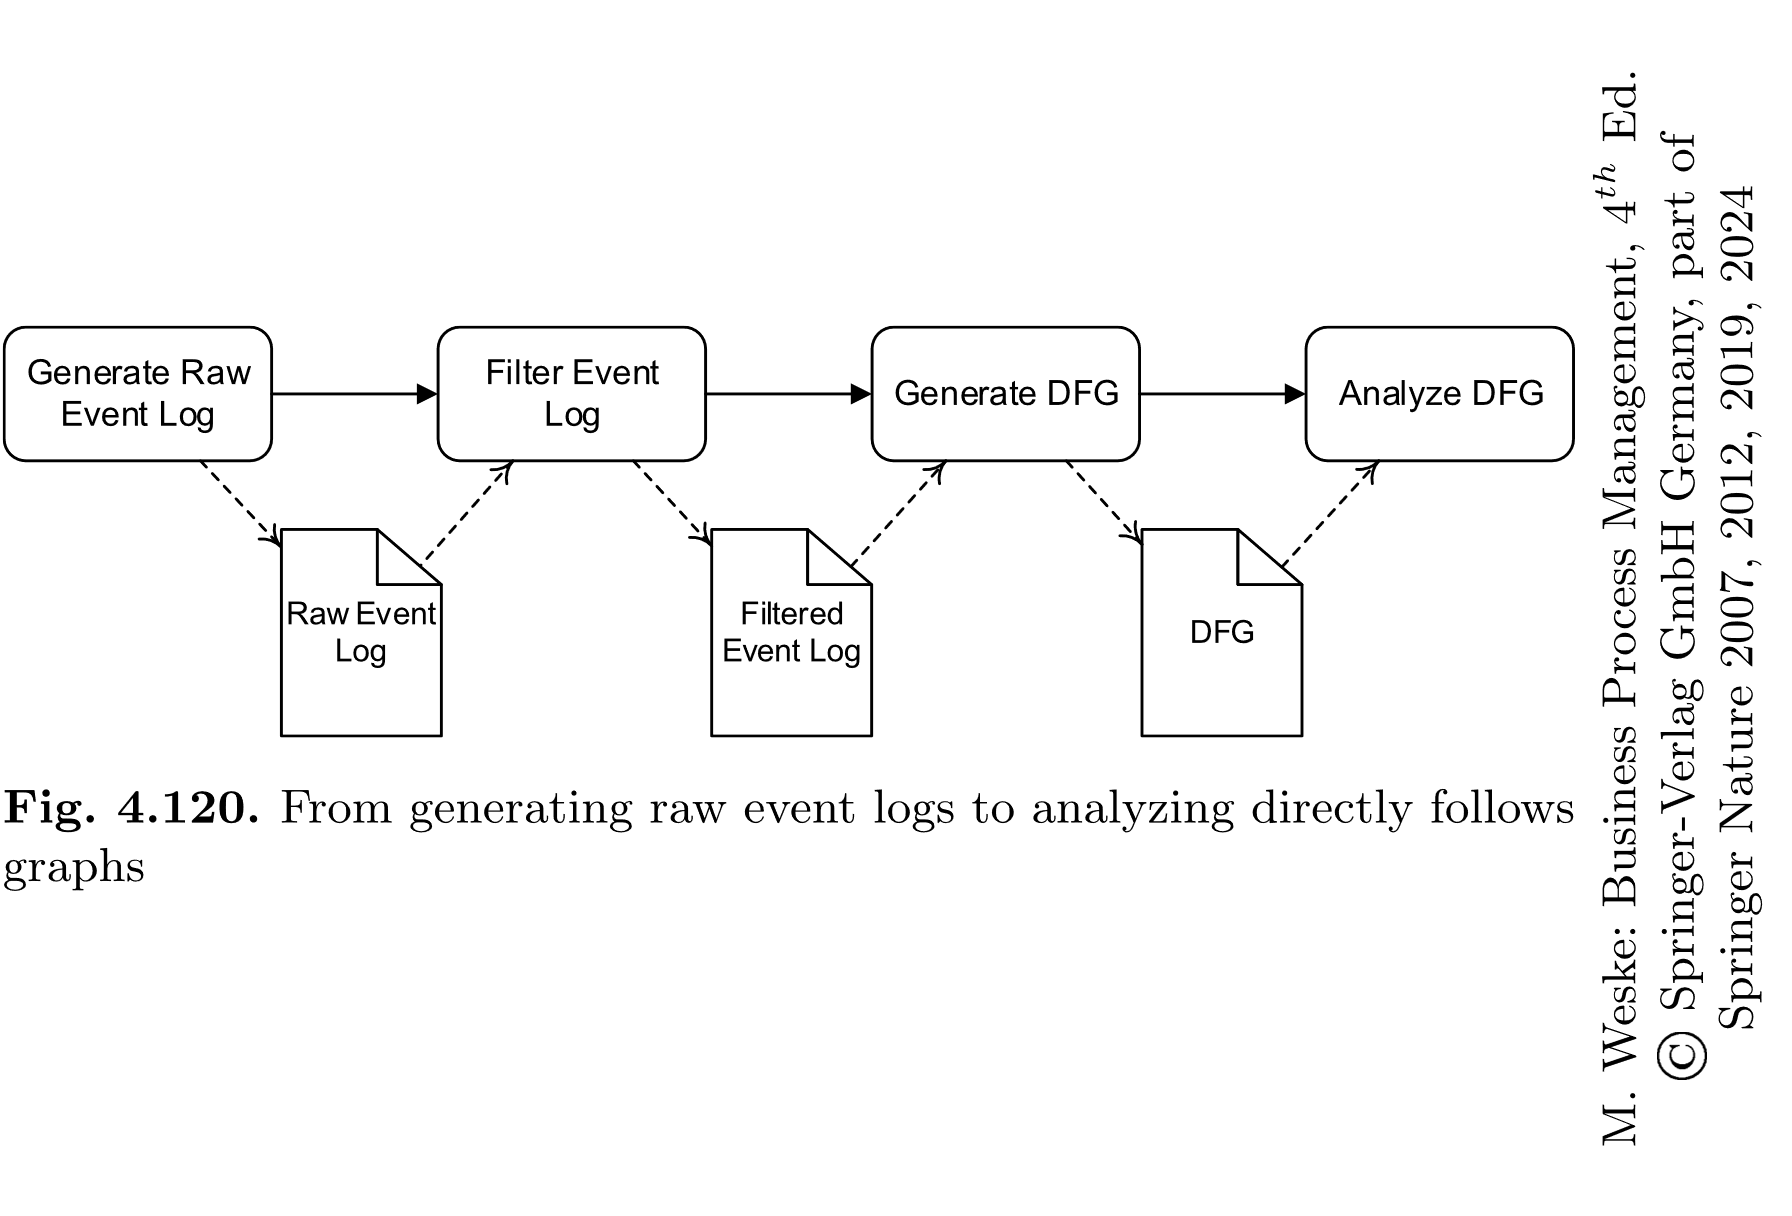 Generate Raw
Event Log
Filter Event
Log
Generate DFG
Analyze DFG
Raw Event
Log
Filtered
Event Log
DFG
Fig. 4.120. From generating raw event logs to analyzing directly follows
graphs
M. Weske: Business Process Management, 4th Ed.
© Springer-Verlag GmbH Germany, part of
Springer Nature 2007, 2012, 2019, 2024